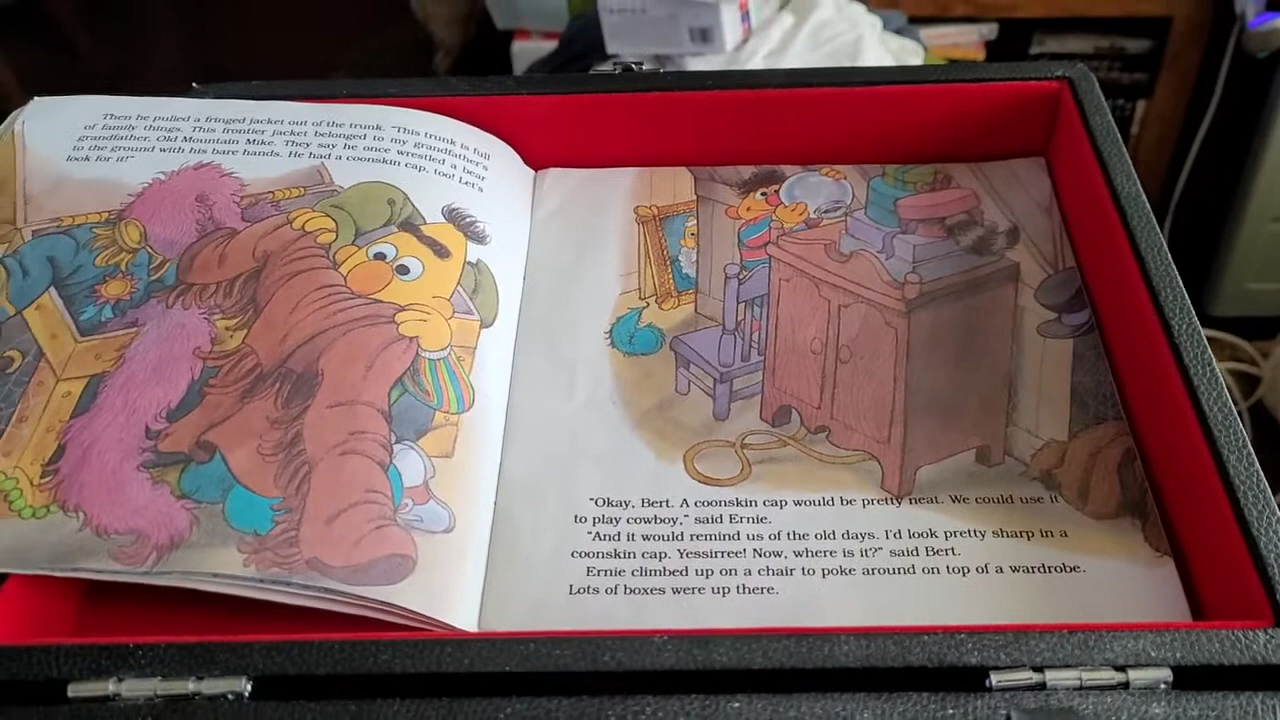 Then he pulled a fringed jacket out of the trunk. "This trunk is full
of family things. This frontier jacket belonged to my grandfather's
grandfather, Old Mountain Mike. They say he once wrestled a bear
to the ground with his bare hands. He had a coonskin cap, too! Let's
look for it!"
"Okay, Bert. A coonskin cap would be pretty neat. We could use it
to play cowboy," said Ernie.
"And it would remind us of the old days. I'd look pretty sharp in a
coonskin cap. Yessirree! Now, where is it?" said Bert.
Ernie climbed up on a chair to poke around on top of a wardrobe.
Lots of boxes were up there.